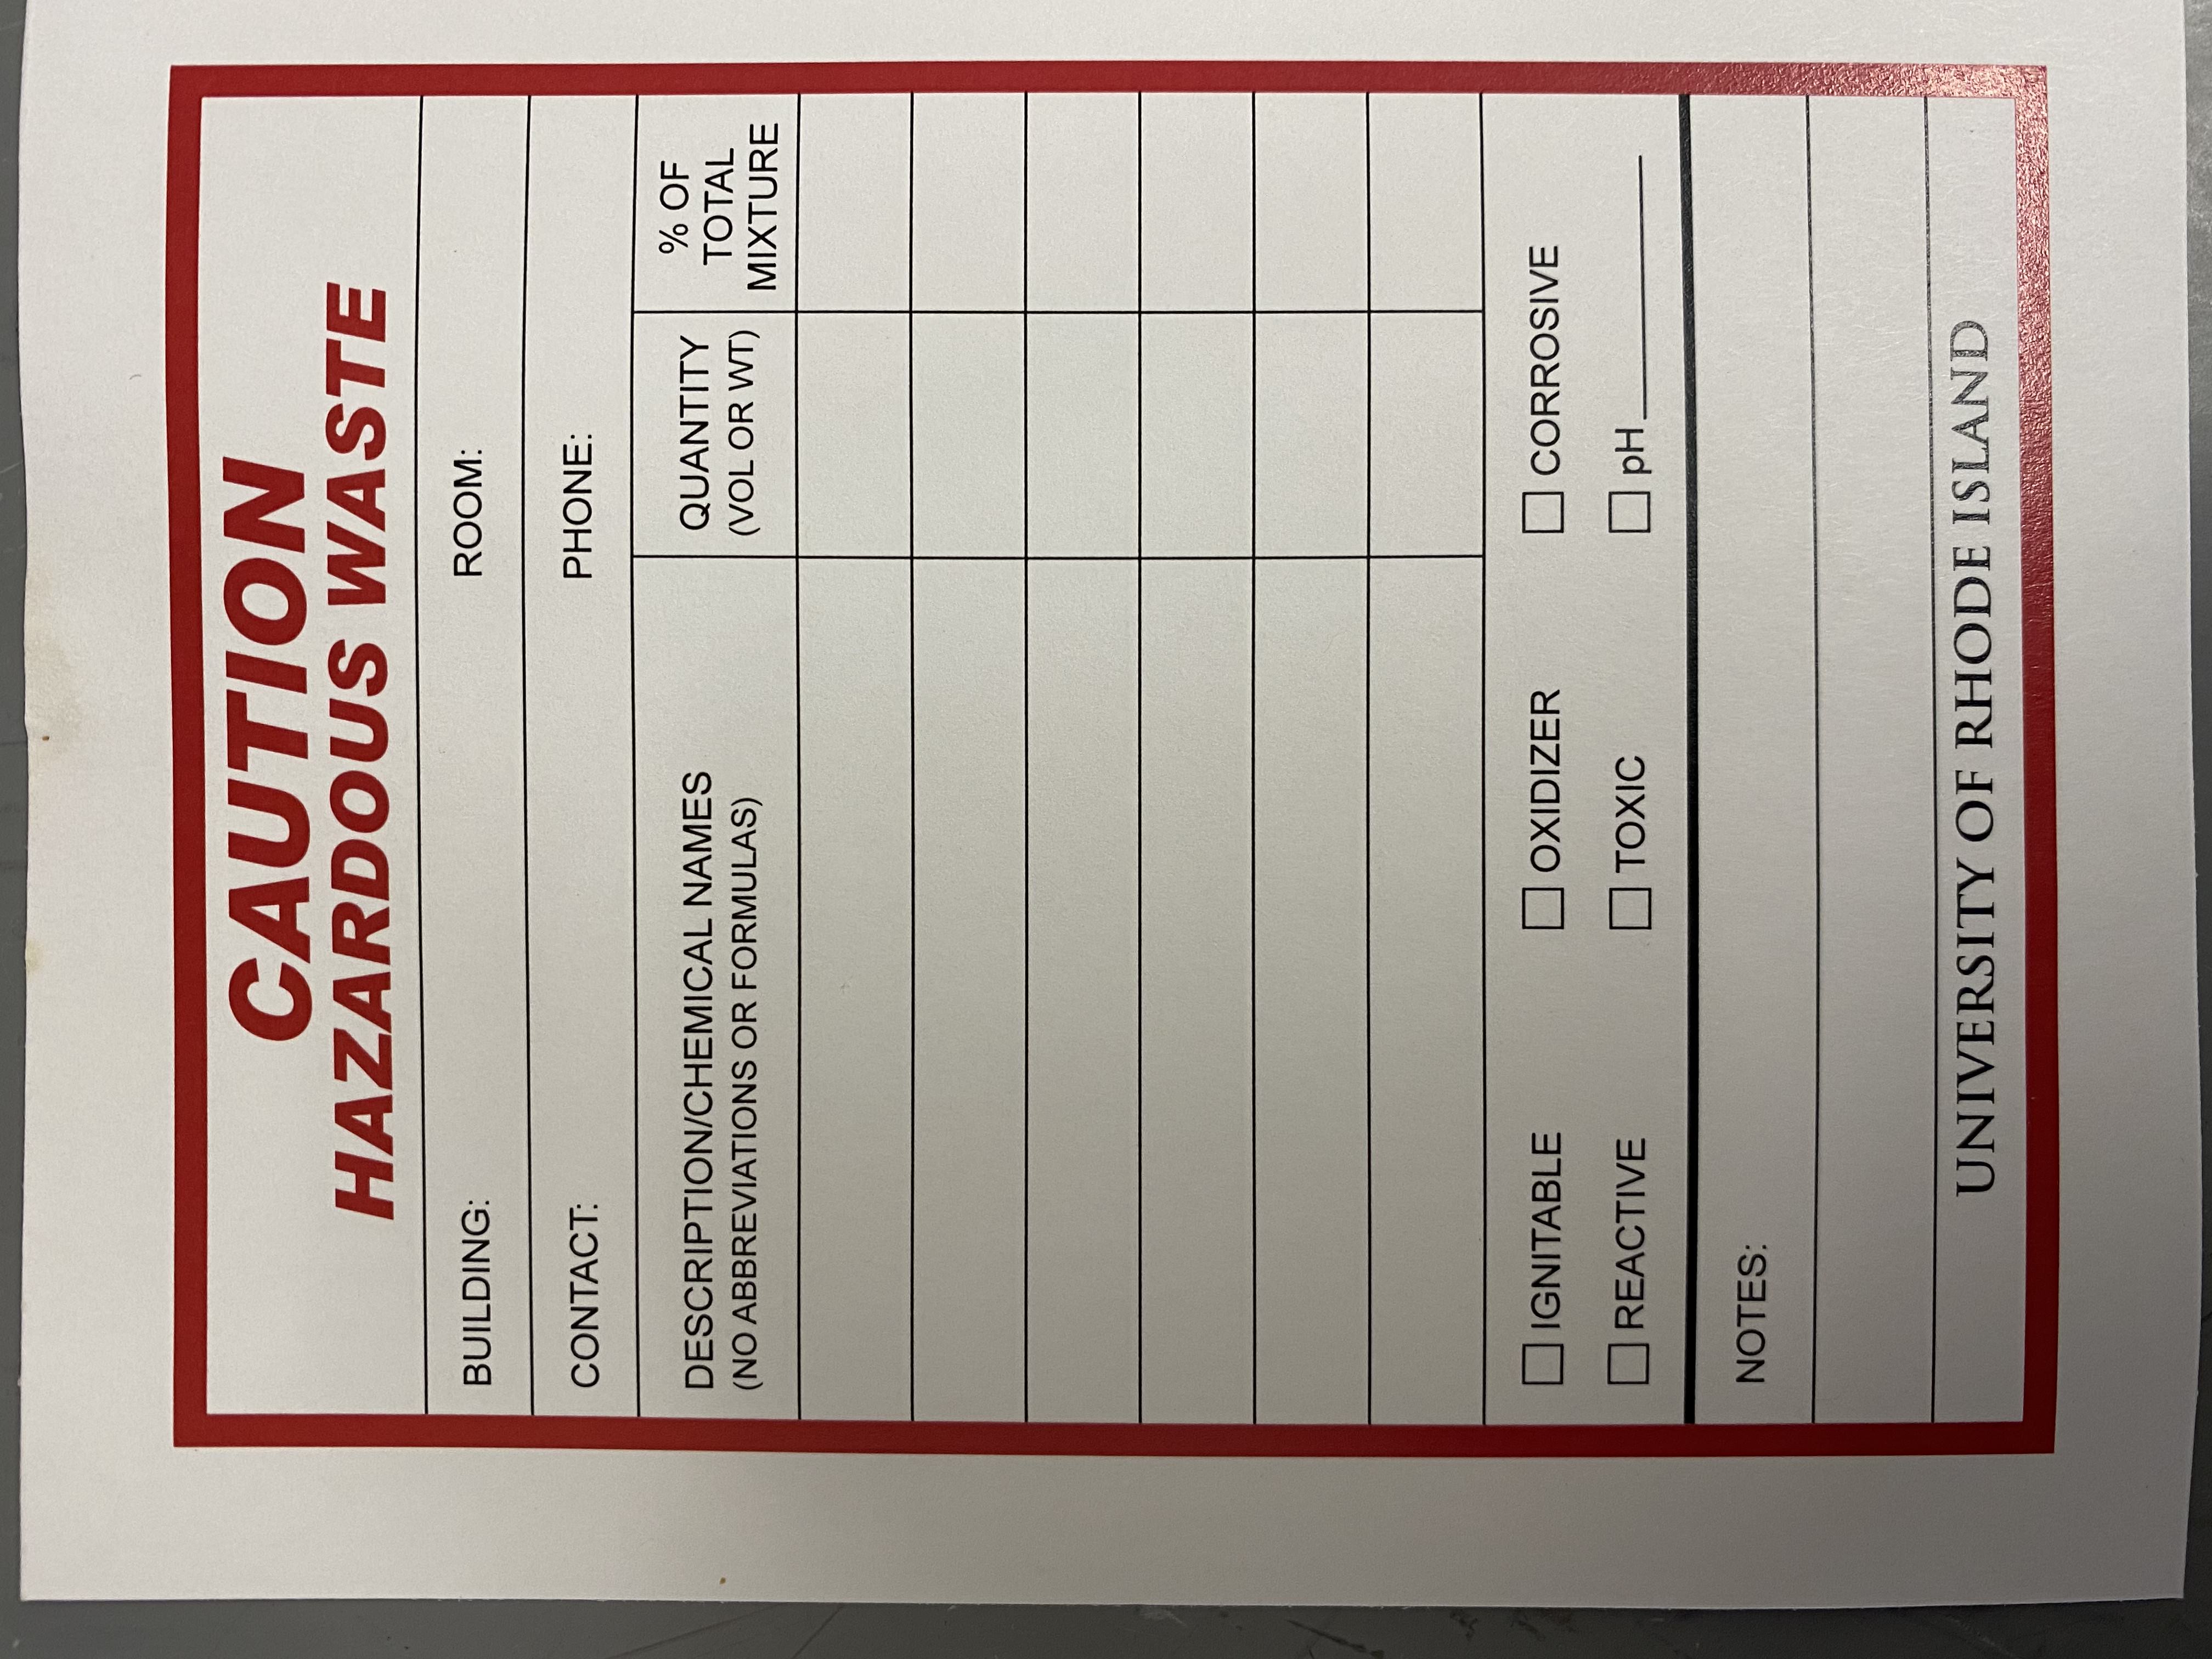 CAUTION
HAZARDOUS WASTE
BUILDING: ROOM:
CONTACT: PHONE:
DESCRIPTION/CHEMICAL NAMES
(NO ABBREVIATIONS OR FORMULAS)
QUANTITY
(VOL OR WT)
% OF
TOTAL
MIXTURE
IGNITABLE OXIDIZER CORROSIVE
REACTIVE TOXIC pH
NOTES:
UNIVERSITY OF RHODE ISLAND